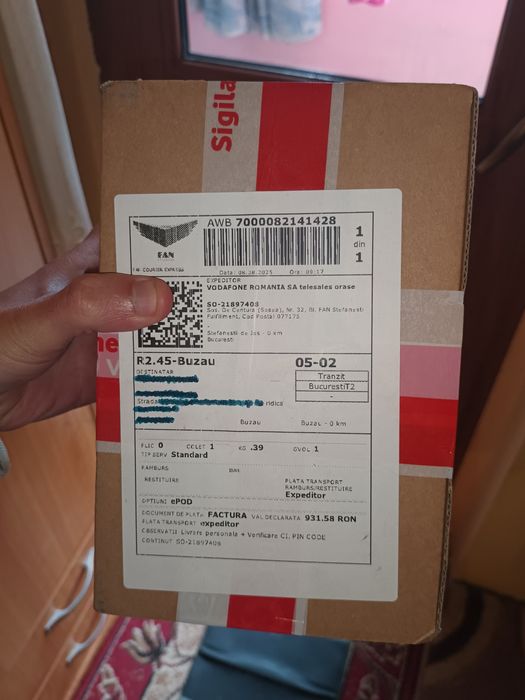 Sigila
AWB 7000082141428
1
din
1
FAN
COURIER EXPRESS
Data: 08.08.2025 Ora: 09:17
EXPEDITOR
VODAFONE ROMANIA SA telesales orase
SO-21897408
Sos. De Centura (Sosea), Nr. 32, Bl. FAN Stefanesti
Fulfilment, Cod Postal 077175
Stefanesti de Jos - 0 km
Bucuresti
R2.45-Buzau
05-02
Tranzit
BucurestiT2
-
DESTINATAR
Strada
ridica
Buzau Buzau - 0 km
PLIC 0 COLET 1 KG .39 GVOL 1
TIP SERV Standard
RAMBURS
RESTITUIRE
PLATA TRANSPORT
RAMBURS/RESTITUIRE
Expeditor
OPTIUNI ePOD
DOCUMENT DE PLATA FACTURA VAL DECLARATA 931.58 RON
PLATA TRANSPORT expeditor
OBSERVATII Livrare personala + Verificare CI, PIN CODE
CONTINUT SO-21897408